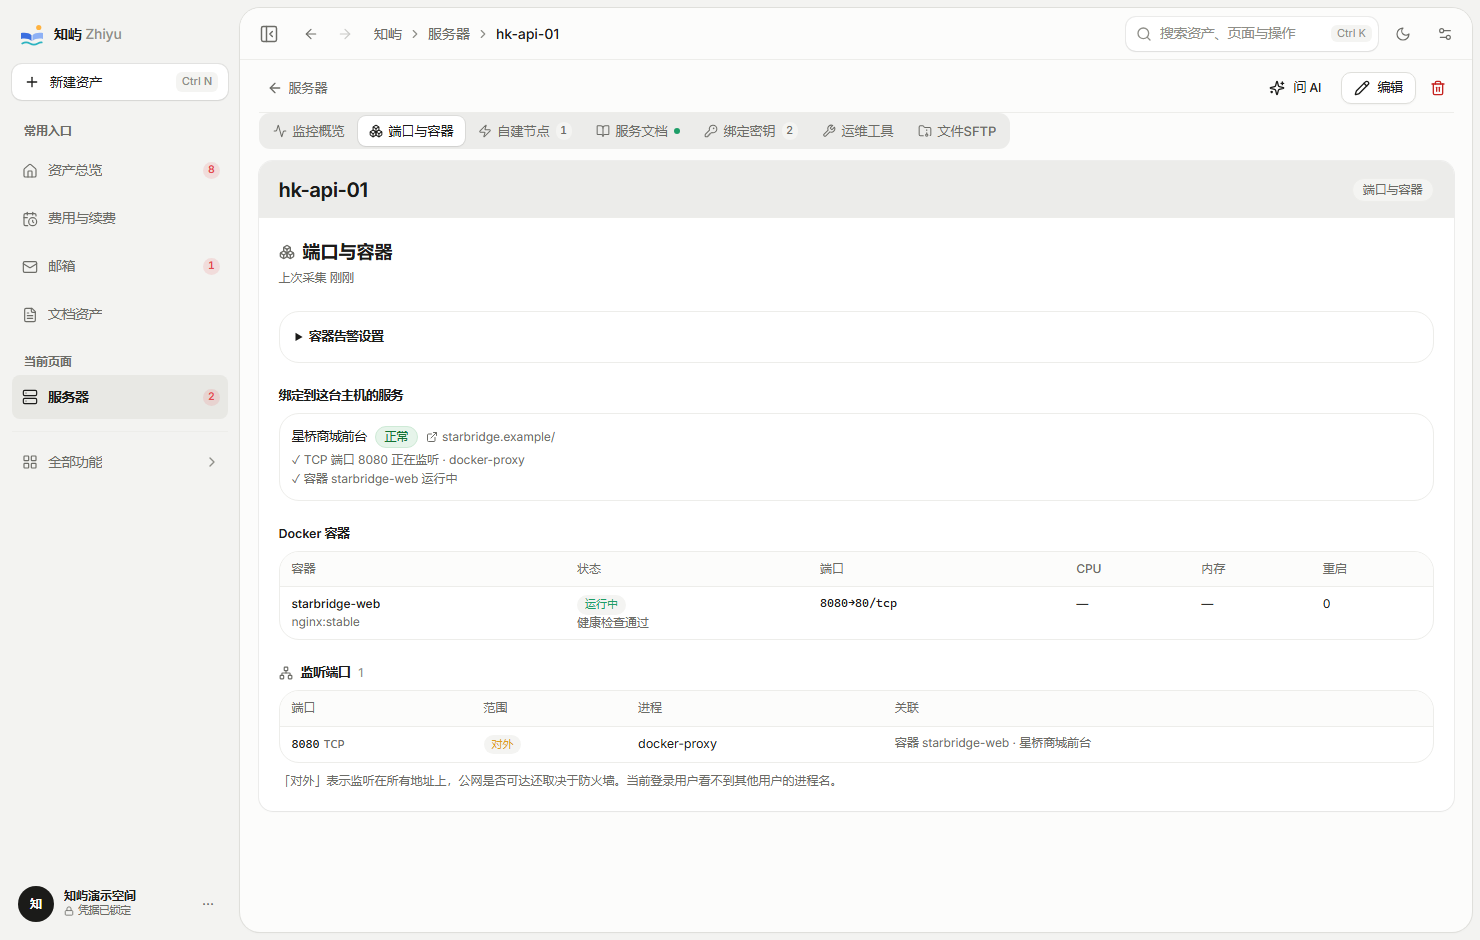 知屿 Zhiyu
新建资产 Ctrl N
常用入口
资产总览 8
费用与续费
邮箱 1
文档资产
当前页面
服务器 2
全部功能
知
知屿演示空间
凭据已锁定
知屿 服务器 hk-api-01
搜索资产、页面与操作 Ctrl K
服务器
问 AI 编辑
监控概览 端口与容器 自建节点 1 服务文档 绑定密钥 2 运维工具 文件SFTP
hk-api-01 端口与容器
端口与容器
上次采集 刚刚
容器告警设置
绑定到这台主机的服务
星桥商城前台 正常 starbridge.example/
✓ TCP 端口 8080 正在监听 · docker-proxy
✓ 容器 starbridge-web 运行中
Docker 容器
容器 状态 端口 CPU 内存 重启
starbridge-web 运行中 8080→80/tcp — — 0
nginx:stable 健康检查通过
监听端口 1
端口 范围 进程 关联
8080 TCP 对外 docker-proxy 容器 starbridge-web · 星桥商城前台
「对外」表示监听在所有地址上，公网是否可达还取决于防火墙。当前登录用户看不到其他用户的进程名。